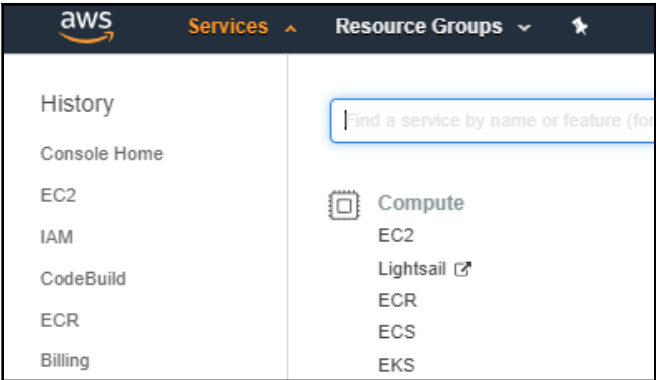 aws Services Resource Groups
History
Console Home
EC2
IAM
CodeBuild
ECR
Billing
Find a service by name or feature (for
Compute
EC2
Lightsail
ECR
ECS
EKS